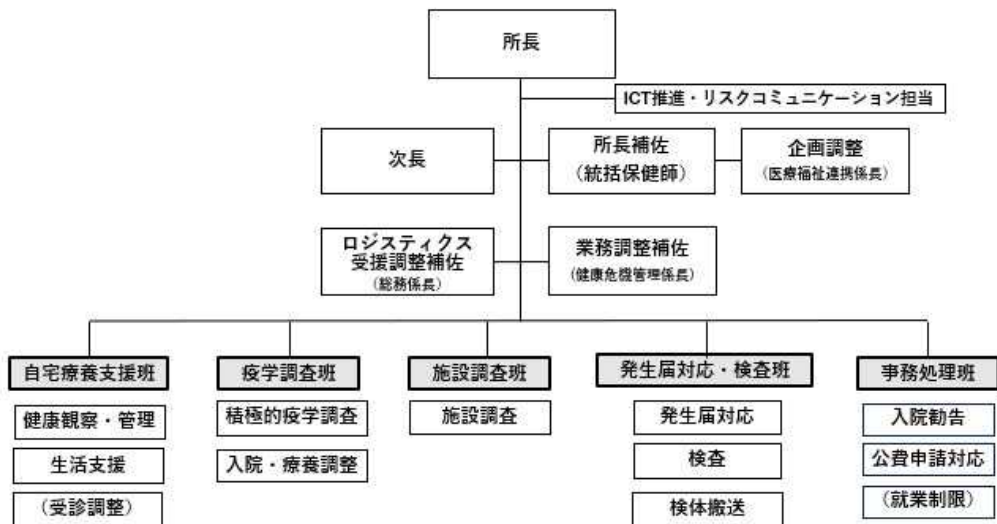 所長
ICT推進・リスクコミュニケーション担当
次長
所長補佐
（統括保健師）
企画調整
（医療福祉連携係長）
ロジスティクス
受援調整補佐
（総務係長）
業務調整補佐
（健康危機管理係長）
自宅療養支援班
健康観察・管理
生活支援
（受診調整）
疫学調査班
積極的疫学調査
入院・療養調整
施設調査班
施設調査
発生届対応・検査班
発生届対応
検査
検体搬送
事務処理班
入院勧告
公費申請対応
（就業制限）